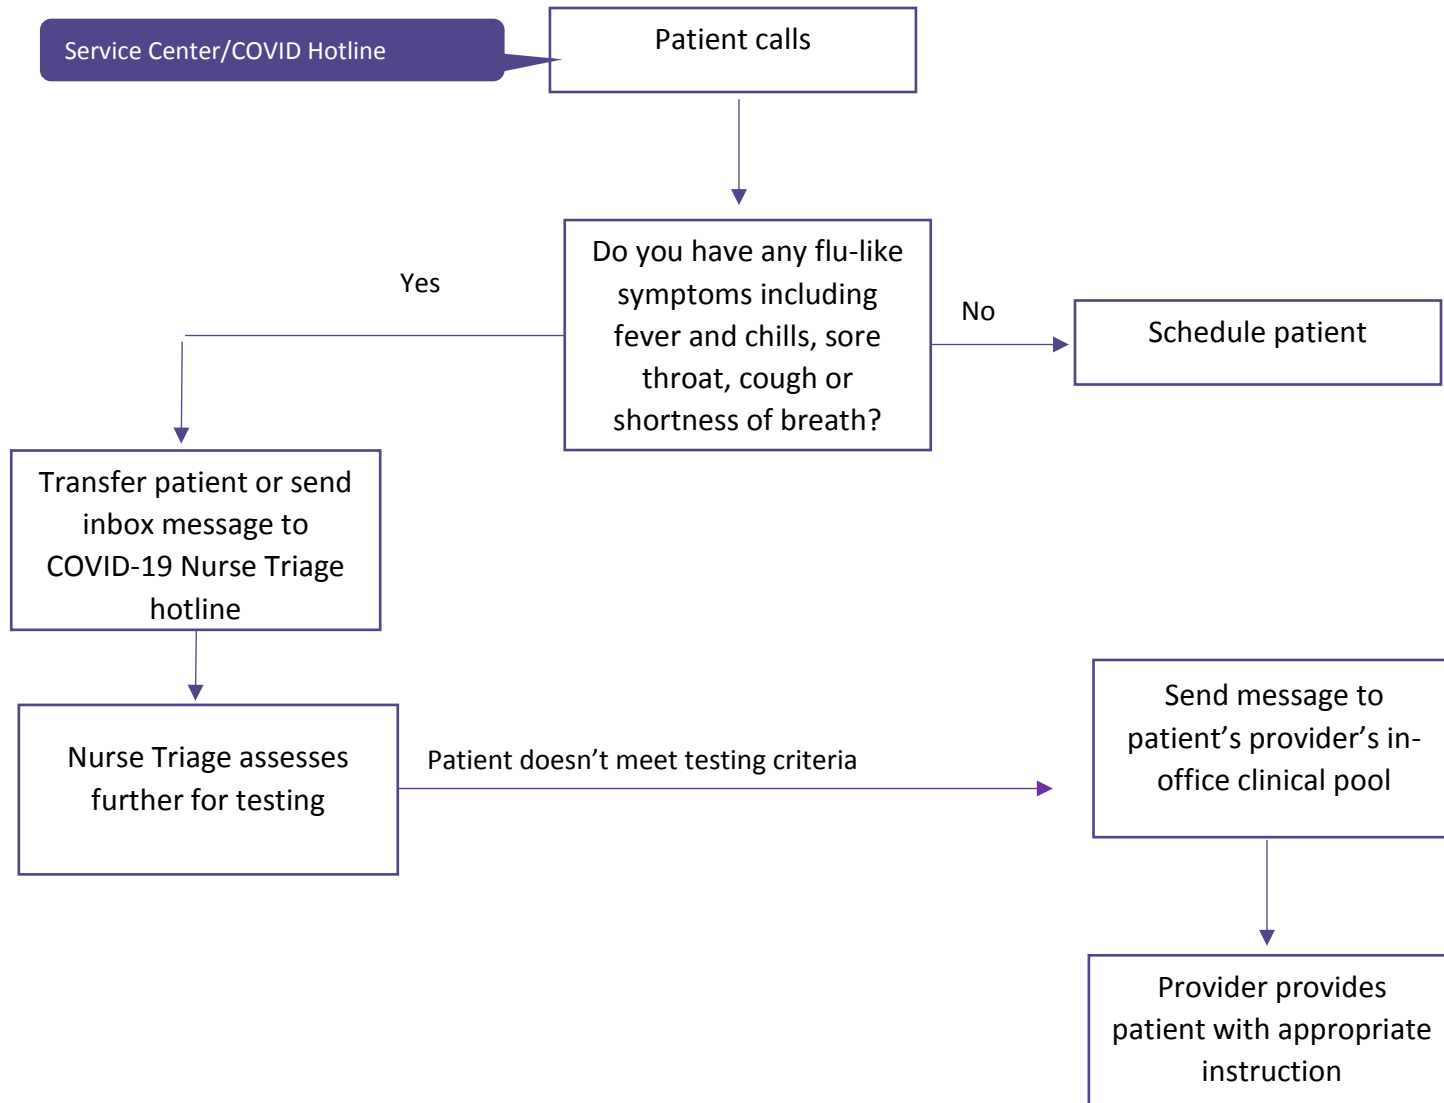 Service Center/COVID Hotline
Patient calls
Do you have any flu-like
symptoms including
fever and chills, sore
throat, cough or
shortness of breath?
Yes
No
Schedule patient
Transfer patient or send
inbox message to
COVID-19 Nurse Triage
hotline
Nurse Triage assesses
further for testing
Patient doesn’t meet testing criteria
Send message to
patient’s provider’s in-
office clinical pool
Provider provides
patient with appropriate
instruction